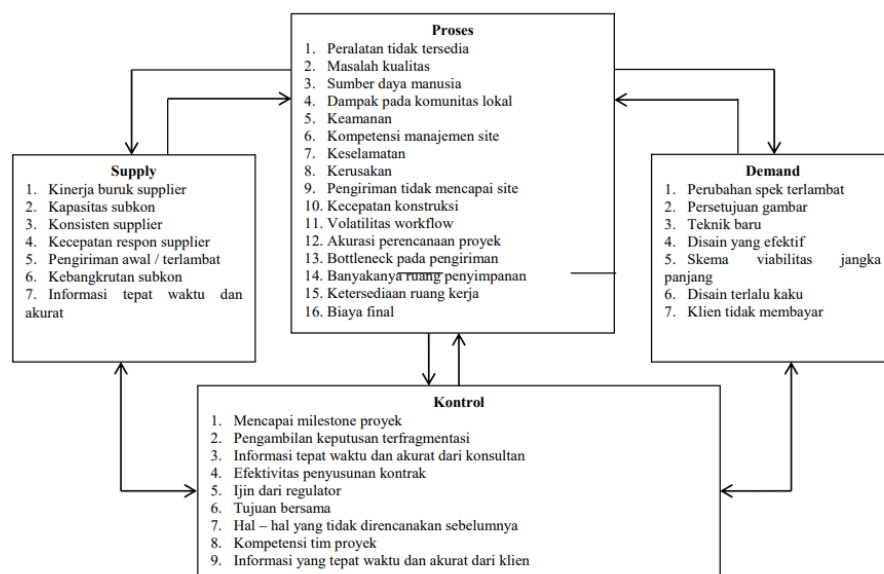 Proses
1. Peralatan tidak tersedia
2. Masalah kualitas
3. Sumber daya manusia
4. Dampak pada komunitas lokal
5. Keamanan
6. Kompetensi manajemen site
7. Keselamatan
8. Kerusakan
9. Pengiriman tidak mencapai site
10. Kecepatan konstruksi
11. Volatilitas workflow
12. Akurasi perencanaan proyek
13. Bottleneck pada pengiriman
14. Banyakanya ruang penyimpanan
15. Ketersediaan ruang kerja
16. Biaya final
Supply
1. Kinerja buruk supplier
2. Kapasitas subkon
3. Konsisten supplier
4. Kecepatan respon supplier
5. Pengiriman awal / terlambat
6. Kebangkrutan subkon
7. Informasi tepat waktu dan
akurat
Demand
1. Perubahan spek terlambat
2. Persetujuan gambar
3. Teknik baru
4. Disain yang efektif
5. Skema viabilitas jangka
panjang
6. Disain terlalu kaku
7. Klien tidak membayar
Kontrol
1. Mencapai milestone proyek
2. Pengambilan keputusan terfragmentasi
3. Informasi tepat waktu dan akurat dari konsultan
4. Efektivitas penyusunan kontrak
5. Ijin dari regulator
6. Tujuan bersama
7. Hal – hal yang tidak direncanakan sebelumnya
8. Kompetensi tim proyek
9. Informasi yang tepat waktu dan akurat dari klien